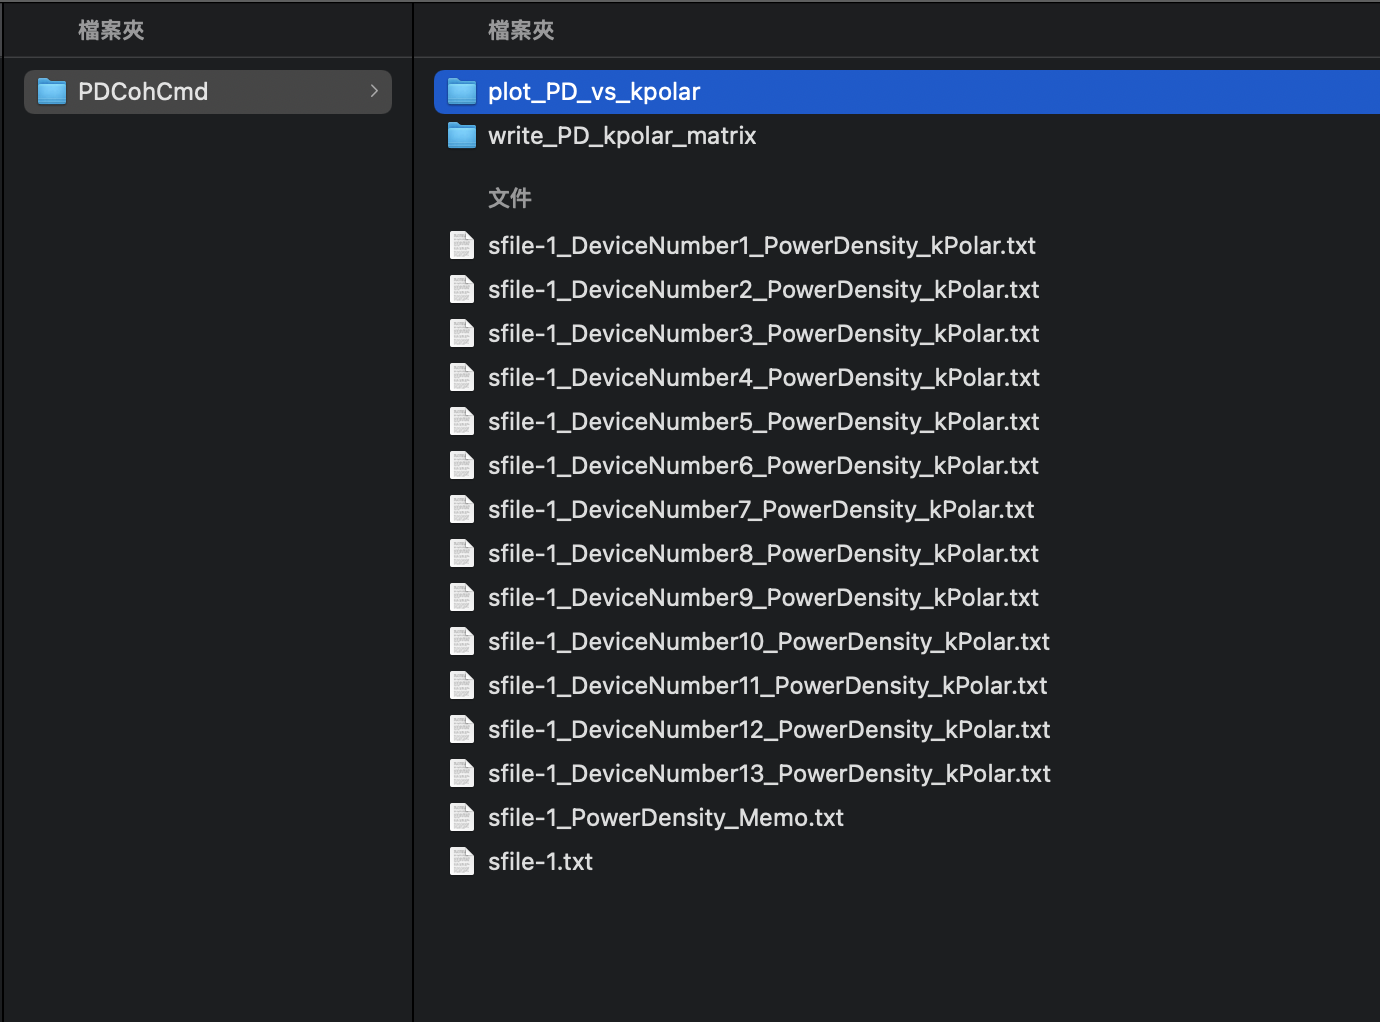 檔案夾
PDCohCmd
檔案夾
plot_PD_vs_kpolar
write_PD_kpolar_matrix
文件
sfile-1_DeviceNumber1_PowerDensity_kPolar.txt
sfile-1_DeviceNumber2_PowerDensity_kPolar.txt
sfile-1_DeviceNumber3_PowerDensity_kPolar.txt
sfile-1_DeviceNumber4_PowerDensity_kPolar.txt
sfile-1_DeviceNumber5_PowerDensity_kPolar.txt
sfile-1_DeviceNumber6_PowerDensity_kPolar.txt
sfile-1_DeviceNumber7_PowerDensity_kPolar.txt
sfile-1_DeviceNumber8_PowerDensity_kPolar.txt
sfile-1_DeviceNumber9_PowerDensity_kPolar.txt
sfile-1_DeviceNumber10_PowerDensity_kPolar.txt
sfile-1_DeviceNumber11_PowerDensity_kPolar.txt
sfile-1_DeviceNumber12_PowerDensity_kPolar.txt
sfile-1_DeviceNumber13_PowerDensity_kPolar.txt
sfile-1_PowerDensity_Memo.txt
sfile-1.txt